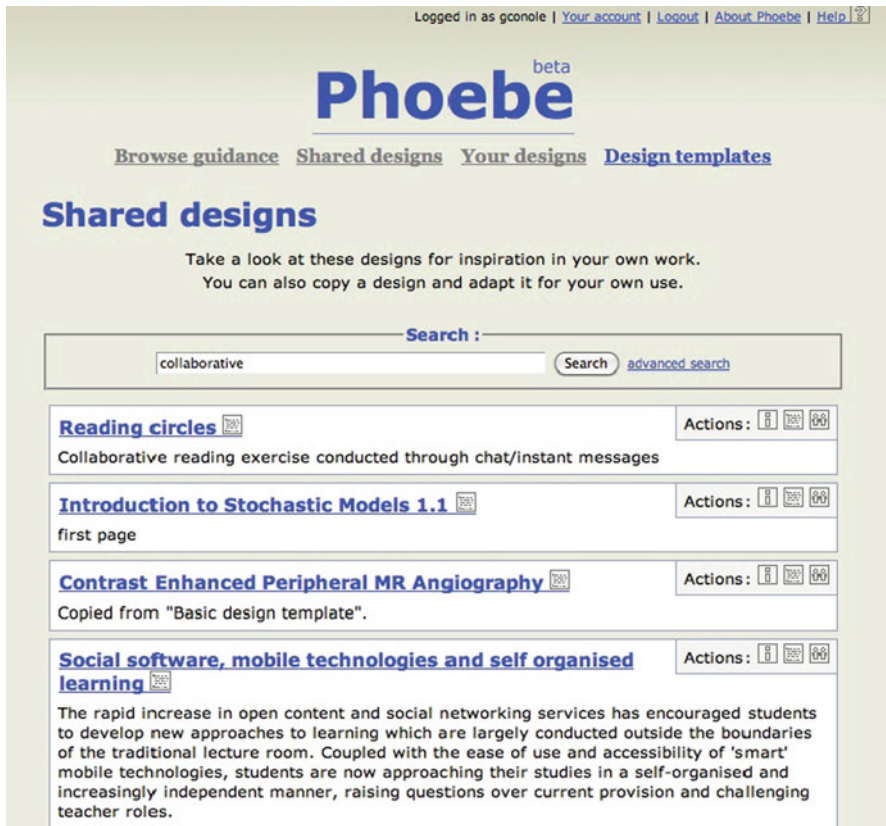 Logged in as gconole | Your account | Logout | About Phoebe | Help ?
Phoebe beta
Browse guidance Shared designs Your designs Design templates
Shared designs
Take a look at these designs for inspiration in your own work.
You can also copy a design and adapt it for your own use.
Search :
collaborative Search advanced search
Reading circles Actions:
Collaborative reading exercise conducted through chat/instant messages
Introduction to Stochastic Models 1.1 Actions:
first page
Contrast Enhanced Peripheral MR Angiography Actions:
Copied from "Basic design template".
Social software, mobile technologies and self organised Actions:
learning
The rapid increase in open content and social networking services has encouraged students
to develop new approaches to learning which are largely conducted outside the boundaries
of the traditional lecture room. Coupled with the ease of use and accessibility of 'smart'
mobile technologies, students are now approaching their studies in a self-organised and
increasingly independent manner, raising questions over current provision and challenging
teacher roles.